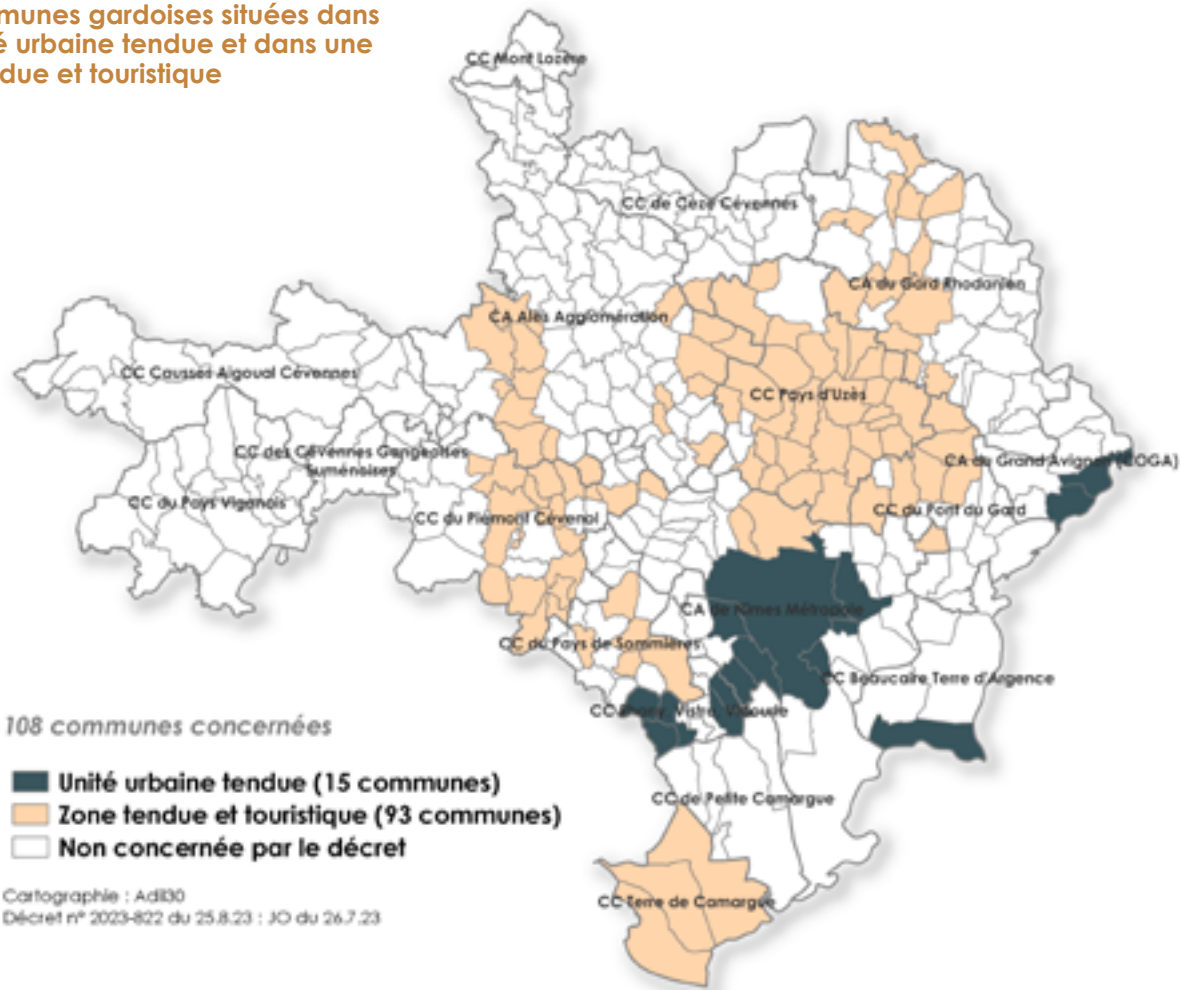 munes gardoises situées dans
é urbaine tendue et dans une
due et touristique
CC Mont Lozère
CC de Cèze Cévennes
CA du Gard Rhodanien
CA Alès Agglomération
CC Causses Aigoual Cévennes
CC Pays d'Uzès
CC des Cévennes Gangeoises
Suménoises
CA du Grand Avignon (COGA)
CC du Pays Viganais
CC du Piémont Cévenol
CC du Pont du Gard
CA de Nîmes Métropole
CC du Pays de Sommières
CC Beaucaire Terre d'Argence
CC Rhony, Vistre, Vidourle
108 communes concernées
Unité urbaine tendue (15 communes)
CC de Petite Camargue
Zone tendue et touristique (93 communes)
Non concernée par le décret
Cartographie : Adil30
CC Terre de Camargue
Décret n° 2023-822 du 25.8.23 : JO du 26.7.23